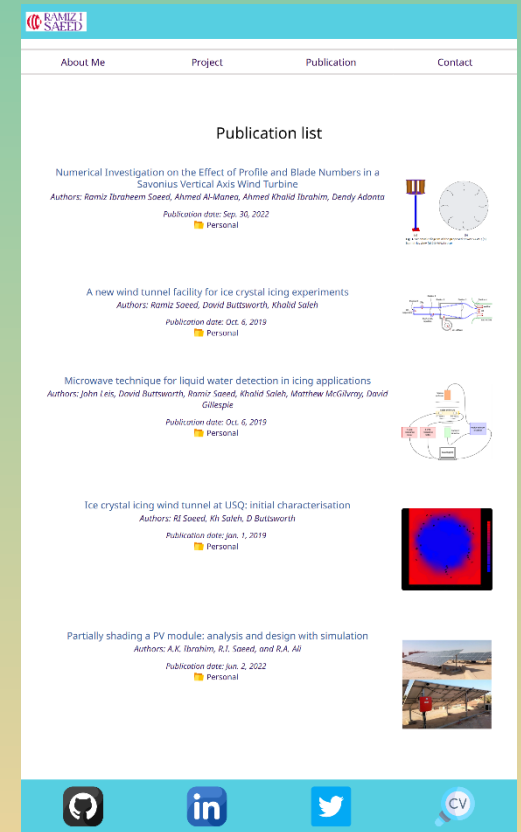 RAMIZ I
SAEED
About Me
Project
Publication
Contact
Publication list
Numerical Investigation on the Effect of Profile and Blade Numbers in a
Savonius Vertical Axis Wind Turbine
Authors: Ramiz Ibraheem Saeed, Ahmed Al-Manea, Ahmed Khalid Ibrahim, Dendy Adanta
Publication date: Sep. 30, 2022
Personal
A new wind tunnel facility for ice crystal icing experiments
Authors: Ramiz Saeed, David Buttsworth, Khalid Saleh
Publication date: Oct. 6, 2019
Personal
Microwave technique for liquid water detection in icing applications
Authors: John Leis, David Buttsworth, Ramiz Saeed, Khalid Saleh, Matthew McGilvray, David
Gillespie
Publication date: Oct. 6, 2019
Personal
Ice crystal icing wind tunnel at USQ: initial characterisation
Authors: RI Saeed, Kh Saleh, D Buttsworth
Publication date: Jan. 1, 2019
Personal
Partially shading a PV module: analysis and design with simulation
Authors: A.K. Ibrahim, R.I. Saeed, and R.A. Ali
Publication date: Jun. 2, 2022
Personal
in
CV